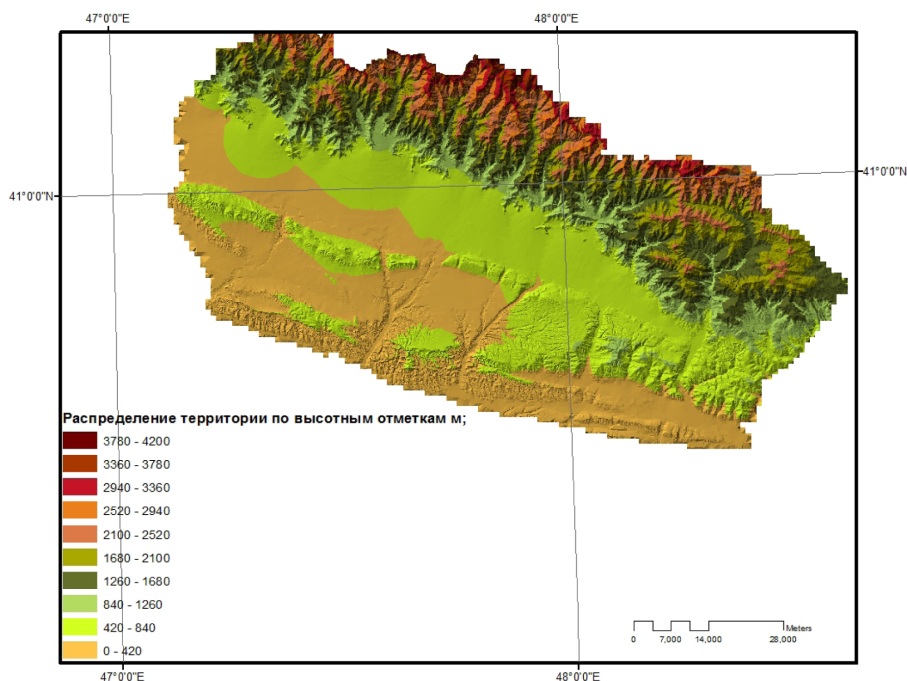 47°0'0"E
48°0'0"E
41°0'0"N
41°0'0"N
Распределение территории по высотным отметкам м;
3780 - 4200
3360 - 3780
2940 - 3360
2520 - 2940
2100 - 2520
1680 - 2100
1260 - 1680
840 - 1260
420 - 840
0 - 420
Meters
0 7,000 14,000 28,000
47°0'0"E
48°0'0"E